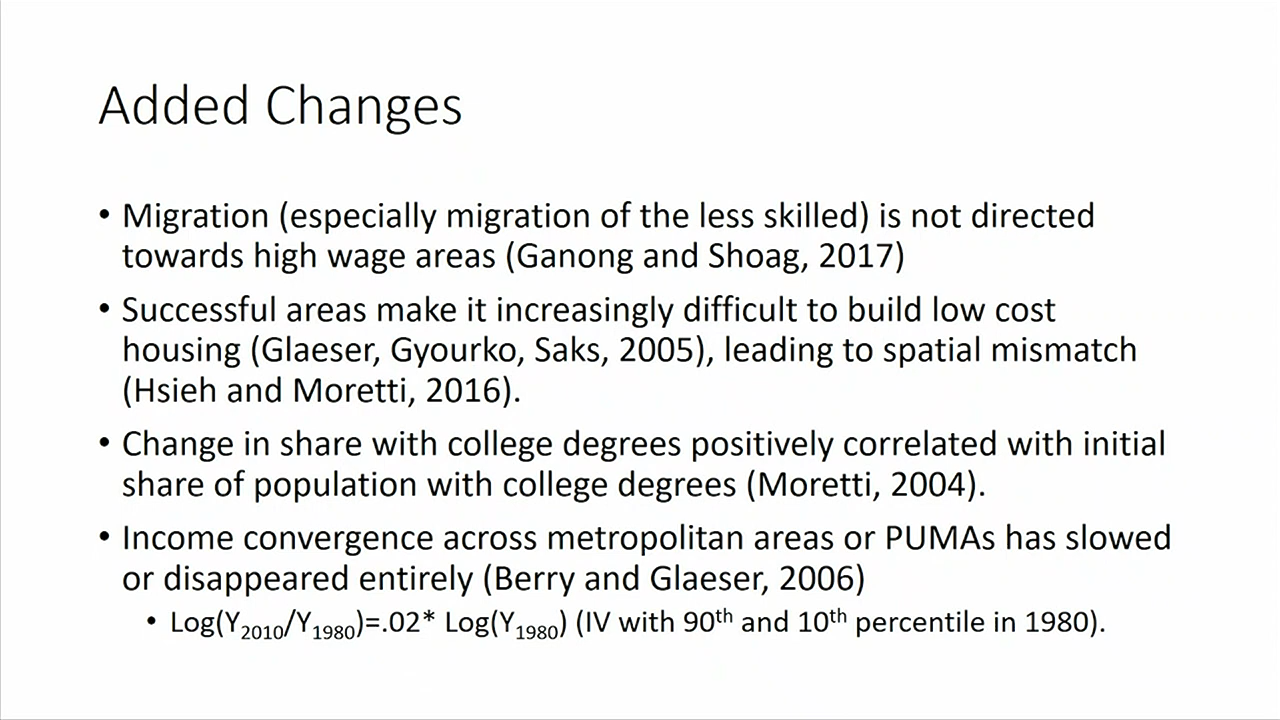 Added Changes
• Migration (especially migration of the less skilled) is not directed
towards high wage areas (Ganong and Shoag, 2017)
• Successful areas make it increasingly difficult to build low cost
housing (Glaeser, Gyourko, Saks, 2005), leading to spatial mismatch
(Hsieh and Moretti, 2016).
• Change in share with college degrees positively correlated with initial
share of population with college degrees (Moretti, 2004).
• Income convergence across metropolitan areas or PUMAs has slowed
or disappeared entirely (Berry and Glaeser, 2006)
• Log(Y2010/Y1980)=.02* Log(Y1980) (IV with 90th and 10th percentile in 1980).